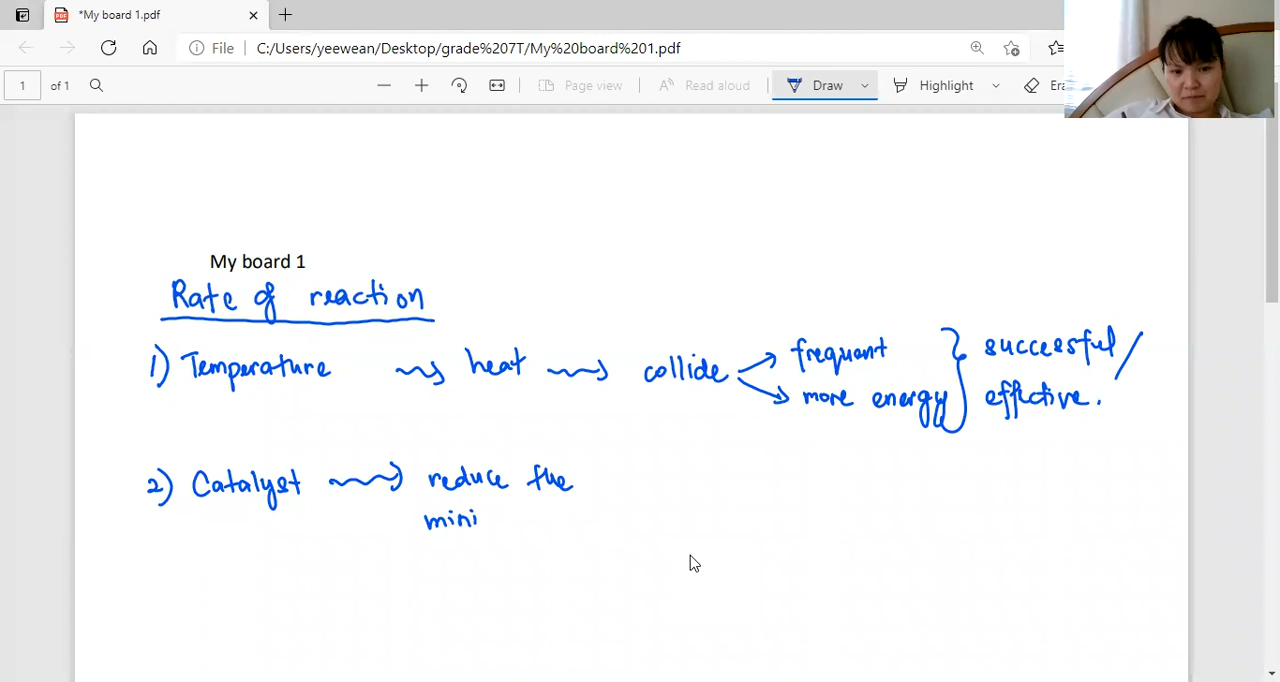 *My board 1.pdf
File C:/Users/yeewean/Desktop/grade%207T/My%20board%201.pdf
1 of 1 Page view Read aloud Draw Highlight
My board 1
Rate of reaction
1) Temperature heat collide frequent successful/
more energy effective.
2) Catalyst reduce the
mini